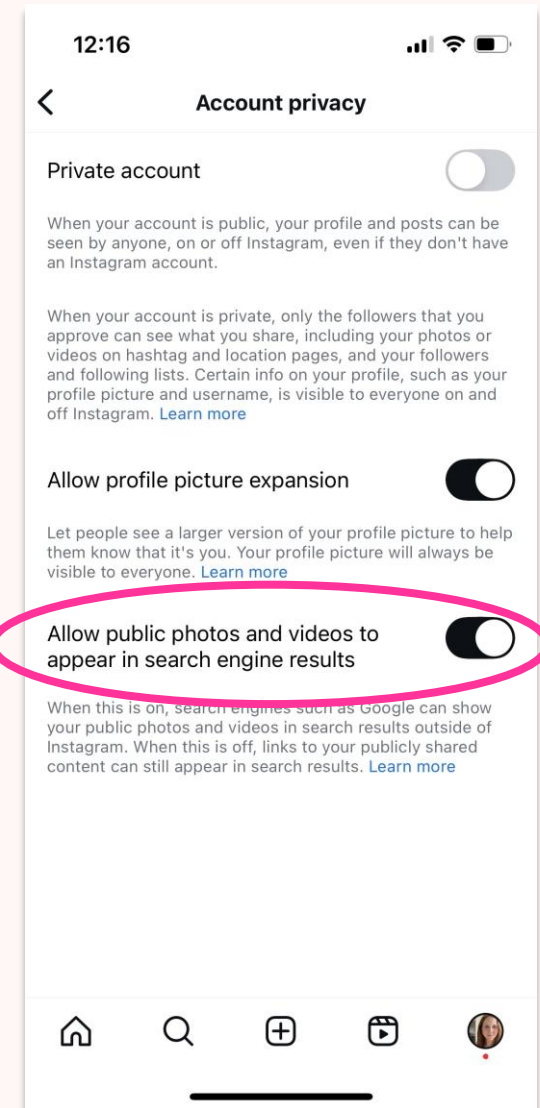 12:16
Account privacy
Private account
When your account is public, your profile and posts can be
seen by anyone, on or off Instagram, even if they don't have
an Instagram account.
When your account is private, only the followers that you
approve can see what you share, including your photos or
videos on hashtag and location pages, and your followers
and following lists. Certain info on your profile, such as your
profile picture and username, is visible to everyone on and
off Instagram. Learn more
Allow profile picture expansion
Let people see a larger version of your profile picture to help
them know that it's you. Your profile picture will always be
visible to everyone. Learn more
Allow public photos and videos to
appear in search engine results
When this is on, search engines such as Google can show
your public photos and videos in search results outside of
Instagram. When this is off, links to your publicly shared
content can still appear in search results. Learn more